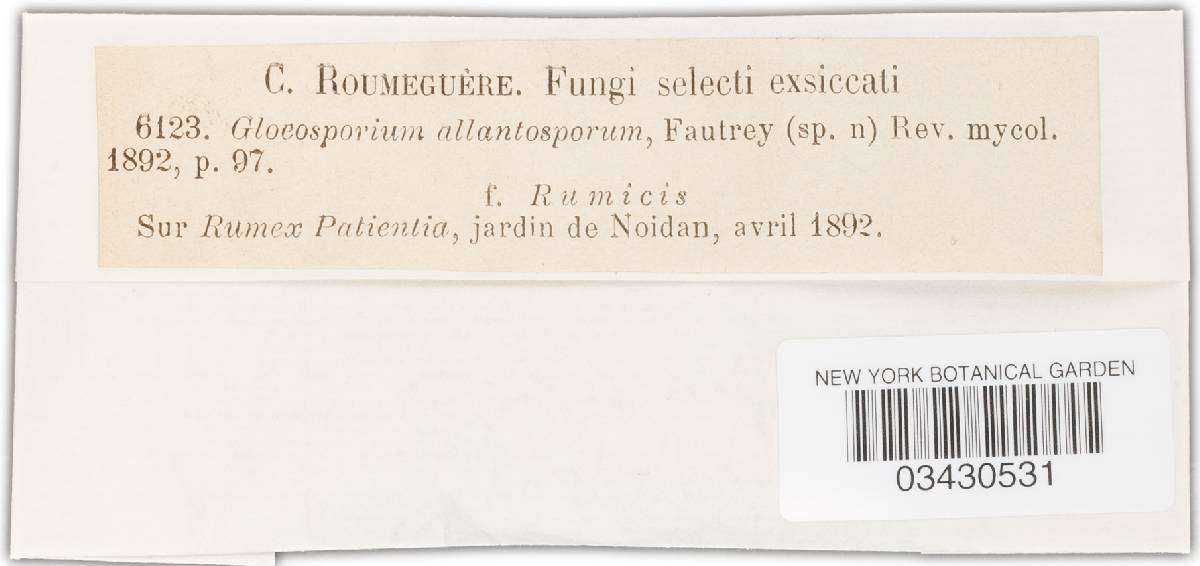 C. ROUMEGUÈRE. Fungi selecti exsiccati
6123. Gloeosporium allantosporum, Fautrey (sp. n) Rev. mycol.
1892, p. 97.
f. Rumicis
Sur Rumex Patientia, jardin de Noidan, avril 1892.
NEW YORK BOTANICAL GARDEN
03430531